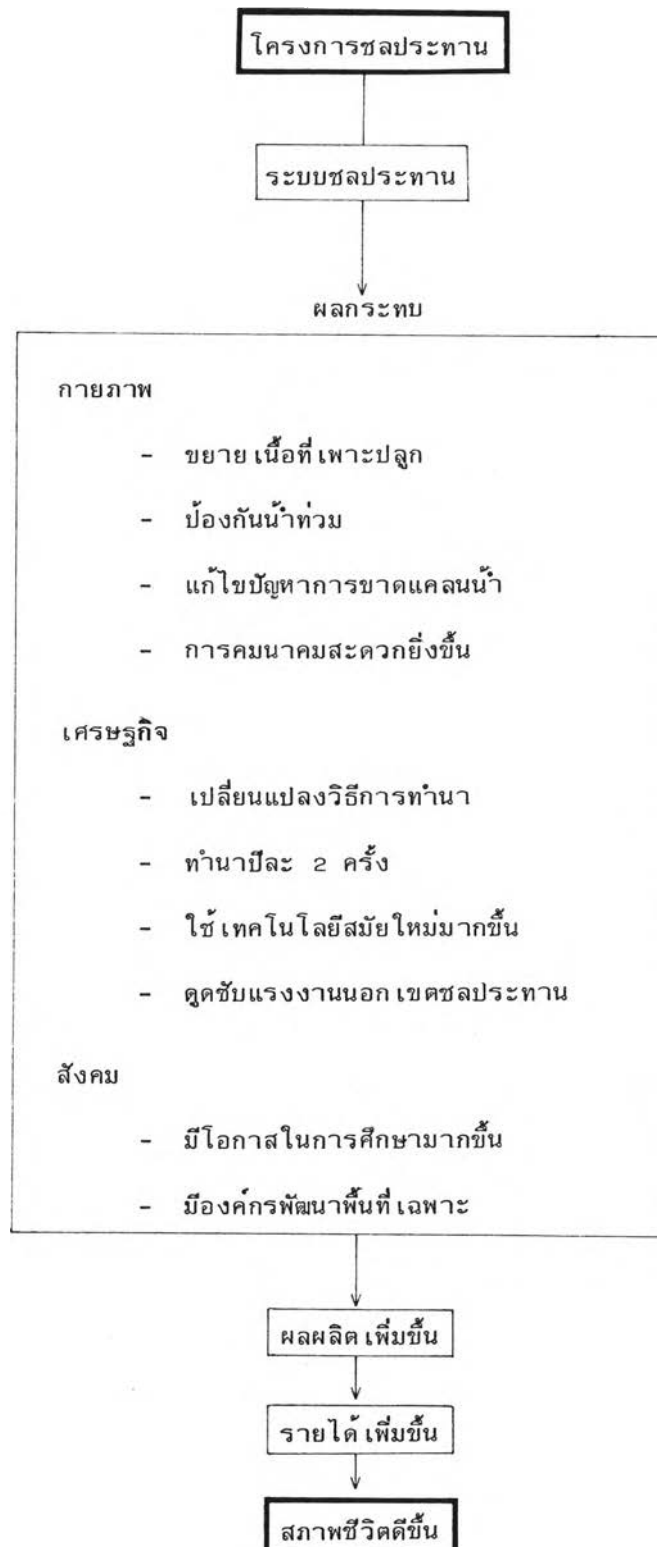 โครงการชลประทาน
ระบบชลประทาน
ผลกระทบ
กายภาพ
- ขยายเนื้อที่เพาะปลูก
- ป้องกันน้ำท่วม
- แก้ไขปัญหาการขาดแคลนน้ำ
- การคมนาคมสะดวกยิ่งขึ้น
เศรษฐกิจ
- เปลี่ยนแปลงวิธีการทำนา
- ทำนาปีละ 2 ครั้ง
- ใช้เทคโนโลยีสมัยใหม่มากขึ้น
- ดูดซับแรงงานนอกเขตชลประทาน
สังคม
- มีโอกาสในการศึกษามากขึ้น
- มีองค์กรพัฒนาพื้นที่เฉพาะ
ผลผลิตเพิ่มขึ้น
รายได้เพิ่มขึ้น
สภาพชีวิตดีขึ้น